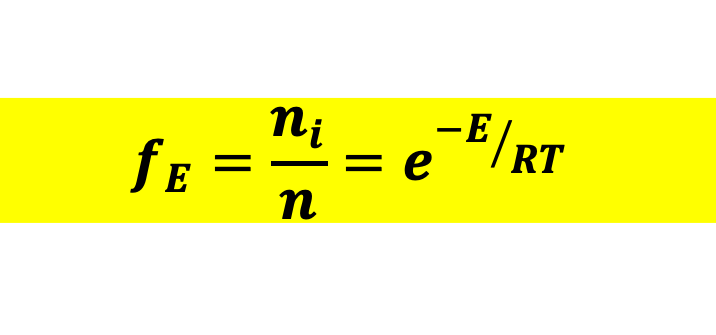 f_E = n_i/n = e^{-E/RT}